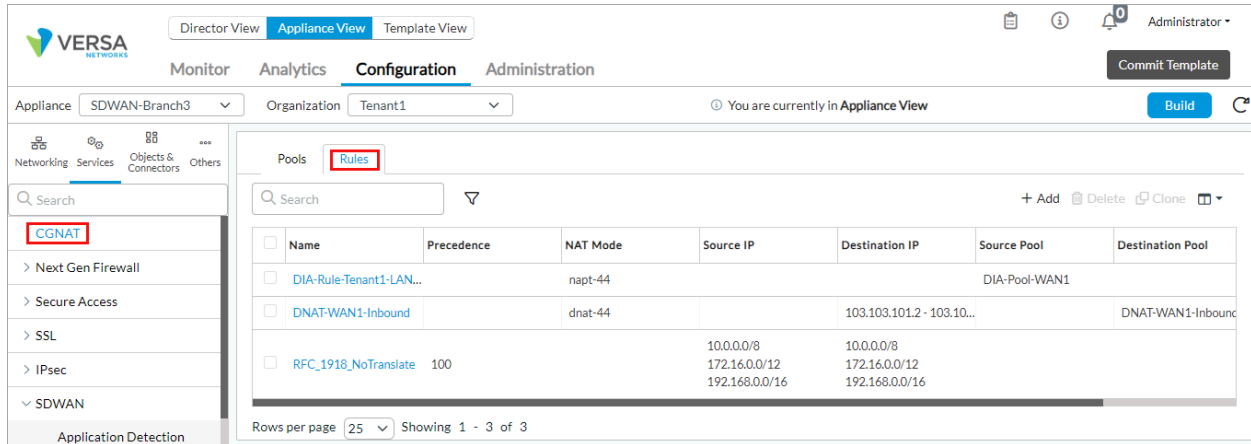 VERSA
NETWORKS
Director View Appliance View Template View
0
Administrator
Monitor Analytics Configuration Administration
Commit Template
Appliance SDWAN-Branch3 Organization Tenant1 You are currently in Appliance View Build
Networking Services Objects & Connectors Others
Pools Rules
Search
Search
+ Add Delete Clone
CGNAT
Name Precedence NAT Mode Source IP Destination IP Source Pool Destination Pool
Next Gen Firewall
DIA-Rule-Tenant1-LAN... napt-44 DIA-Pool-WAN1
Secure Access
DNAT-WAN1-Inbound dnat-44 103.103.101.2 - 103.10... DNAT-WAN1-Inbound
SSL
IPsec
10.0.0.0/8 10.0.0.0/8
RFC_1918_NoTranslate 100 172.16.0.0/12 172.16.0.0/12
192.168.0.0/16 192.168.0.0/16
SDWAN
Application Detection
Rows per page 25 Showing 1 - 3 of 3